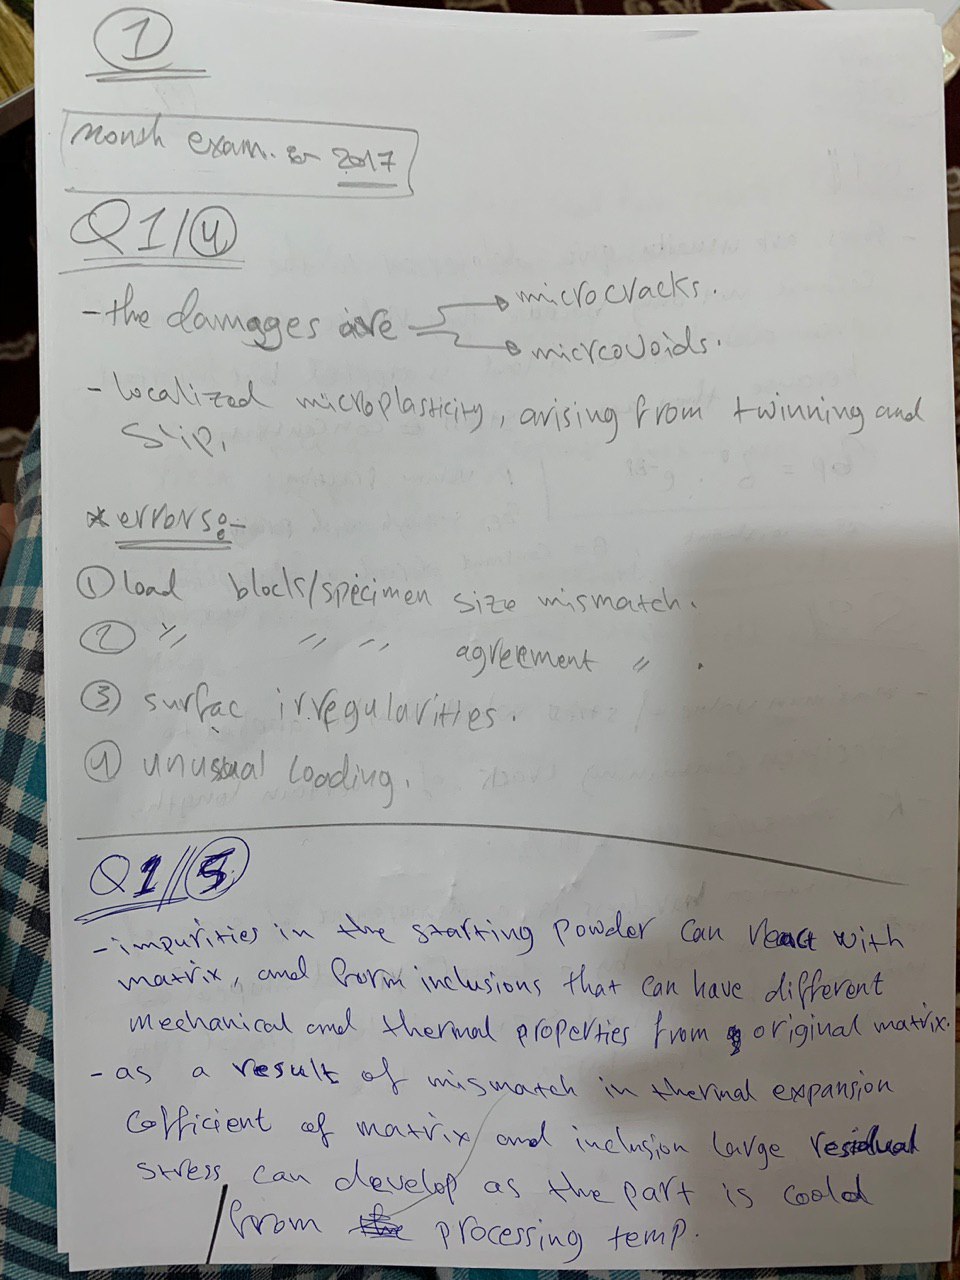 1
month exam. 2017
Q1/4
- the damagges are → microcracks.
→ microvoids.
- Localized microplasticity, arising from twinning and
Slip,
* errors:-
① load blocks/specimen size mismatch.
② 〃 〃 〃 agreement 〃 .
③ surfac irregularities.
④ unusual loading.
Q1//5
- impurities in the starting powder can react with
matrix, and form inclusions that can have different
mechanical and thermal properties from original matrix.
- as a result of mismatch in thermal expansion
Cofficient of matrix and inclusion large residual
stress can develop as the part is coold
from processing temp.